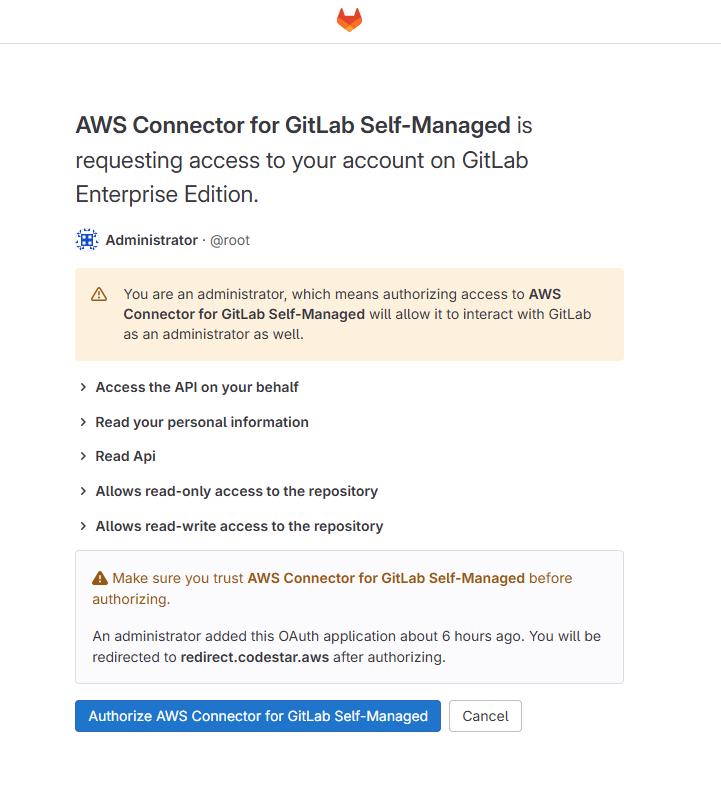 AWS Connector for GitLab Self-Managed is
requesting access to your account on GitLab
Enterprise Edition.
Administrator · @root
You are an administrator, which means authorizing access to AWS
Connector for GitLab Self-Managed will allow it to interact with GitLab
as an administrator as well.
Access the API on your behalf
Read your personal information
Read Api
Allows read-only access to the repository
Allows read-write access to the repository
Make sure you trust AWS Connector for GitLab Self-Managed before
authorizing.
An administrator added this OAuth application about 6 hours ago. You will be
redirected to redirect.codestar.aws after authorizing.
Authorize AWS Connector for GitLab Self-Managed Cancel